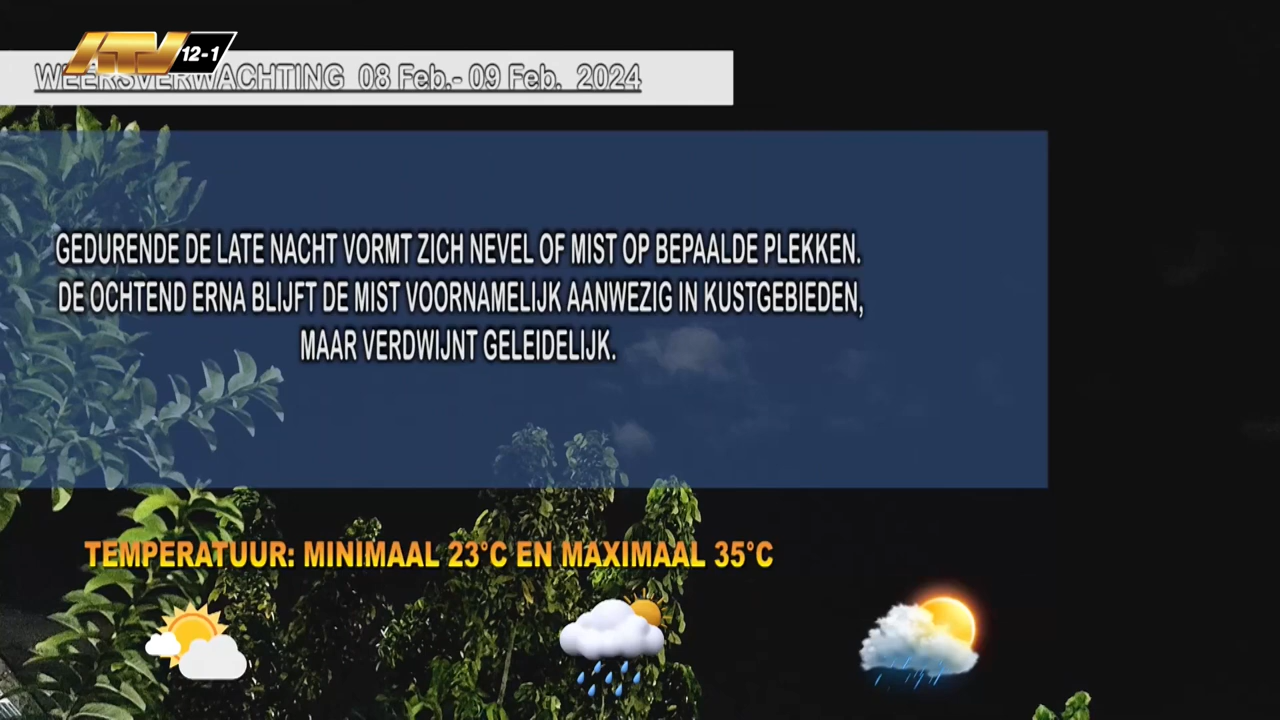 ATV 12-1
WEERSVERWACHTING 08 Feb.- 09 Feb. 2024
GEDURENDE DE LATE NACHT VORMT ZICH NEVEL OF MIST OP BEPAALDE PLEKKEN.
DE OCHTEND ERNA BLIJFT DE MIST VOORNAMELIJK AANWEZIG IN KUSTGEBIEDEN,
MAAR VERDWIJNT GELEIDELIJK.
TEMPERATUUR: MINIMAAL 23°C EN MAXIMAAL 35°C